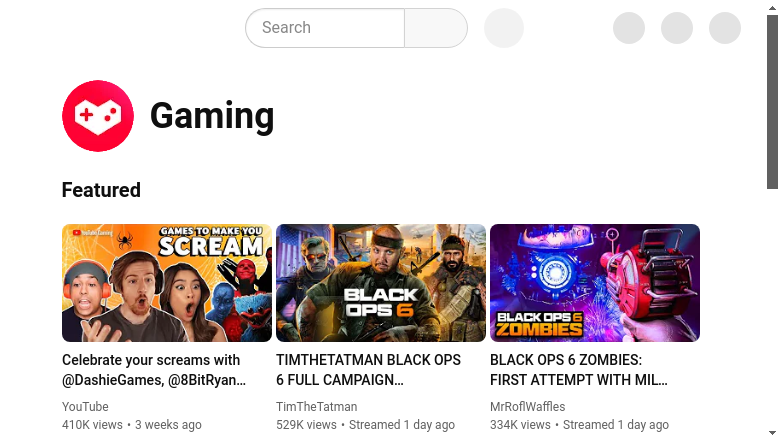 Search
Gaming
Featured
YouTube Gaming
GAMES TO MAKE YOU
SCREAM
BLACK
OPS 6
BLACK OPS 6
ZOMBIES
Celebrate your screams with
@DashieGames, @8BitRyan…
YouTube
410K views • 3 weeks ago
TIMTHETATMAN BLACK OPS
6 FULL CAMPAIGN…
TimTheTatman
529K views • Streamed 1 day ago
BLACK OPS 6 ZOMBIES:
FIRST ATTEMPT WITH MIL…
MrRoflWaffles
334K views • Streamed 1 day ago